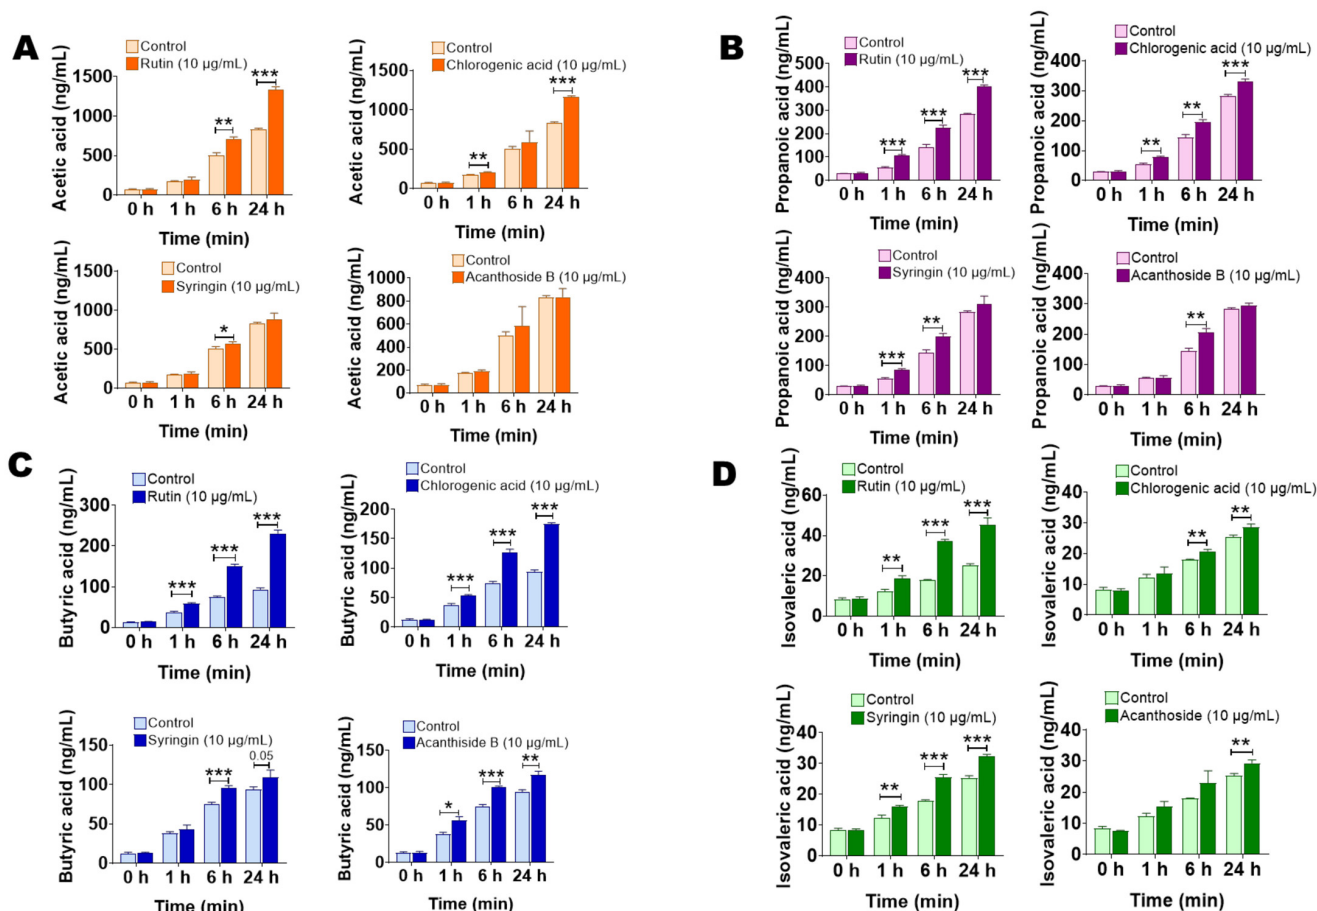 A
Control
Rutin (10 µg/mL)
Acetic acid (ng/mL)
1500
1000
500
0
***
**
0 h 1 h 6 h 24 h
Time (min)
Control
Chlorogenic acid (10 µg/mL)
Acetic acid (ng/mL)
1500
1000
500
0
***
**
0 h 1 h 6 h 24 h
Time (min)
Control
Syringin (10 µg/mL)
Acetic acid (ng/mL)
1500
1000
500
0
*
0 h 1 h 6 h 24 h
Time (min)
Control
Acanthoside B (10 µg/mL)
Acetic acid (ng/mL)
1000
800
600
400
200
0
0 h 1 h 6 h 24 h
Time (min)
B
Control
Rutin (10 µg/mL)
Propanoic acid (ng/mL)
500
400
300
200
100
0
*** *** ***
0 h 1 h 6 h 24 h
Time (min)
Control
Chlorogenic acid (10 µg/mL)
Propanoic acid (ng/mL)
400
300
200
100
0
** ** ***
0 h 1 h 6 h 24 h
Time (min)
Control
Syringin (10 µg/mL)
Propanoic acid (ng/mL)
400
300
200
100
0
*** **
0 h 1 h 6 h 24 h
Time (min)
Control
Acanthoside B (10 µg/mL)
Propanoic acid (ng/mL)
400
300
200
100
0
**
0 h 1 h 6 h 24 h
Time (min)
C
Control
Rutin (10 µg/mL)
Butyric acid (ng/mL)
300
200
100
0
*** *** ***
0 h 1 h 6 h 24 h
Time (min)
Control
Chlorogenic acid (10 µg/mL)
Butyric acid (ng/mL)
200
150
100
50
0
*** *** ***
0 h 1 h 6 h 24 h
Time (min)
Control
Syringin (10 µg/mL)
Butyric acid (ng/mL)
150
100
50
0
*** 0.05
0 h 1 h 6 h 24 h
Time (min)
Control
Acanthiside B (10 µg/mL)
Butyric acid (ng/mL)
150
100
50
0
* *** **
0 h 1 h 6 h 24 h
Time (min)
D
Control
Rutin (10 µg/mL)
Isovaleric acid (ng/mL)
60
40
20
0
** *** ***
0 h 1 h 6 h 24 h
Time (min)
Control
Chlorogenic acid (10 µg/mL)
Isovaleric acid (ng/mL)
40
30
20
10
0
** **
0 h 1 h 6 h 24 h
Time (min)
Control
Syringin (10 µg/mL)
Isovaleric acid (ng/mL)
40
30
20
10
0
** *** ***
0 h 1 h 6 h 24 h
Time (min)
Control
Acanthoside (10 µg/mL)
Isovaleric acid (ng/mL)
40
30
20
10
0
**
0 h 1 h 6 h 24 h
Time (min)